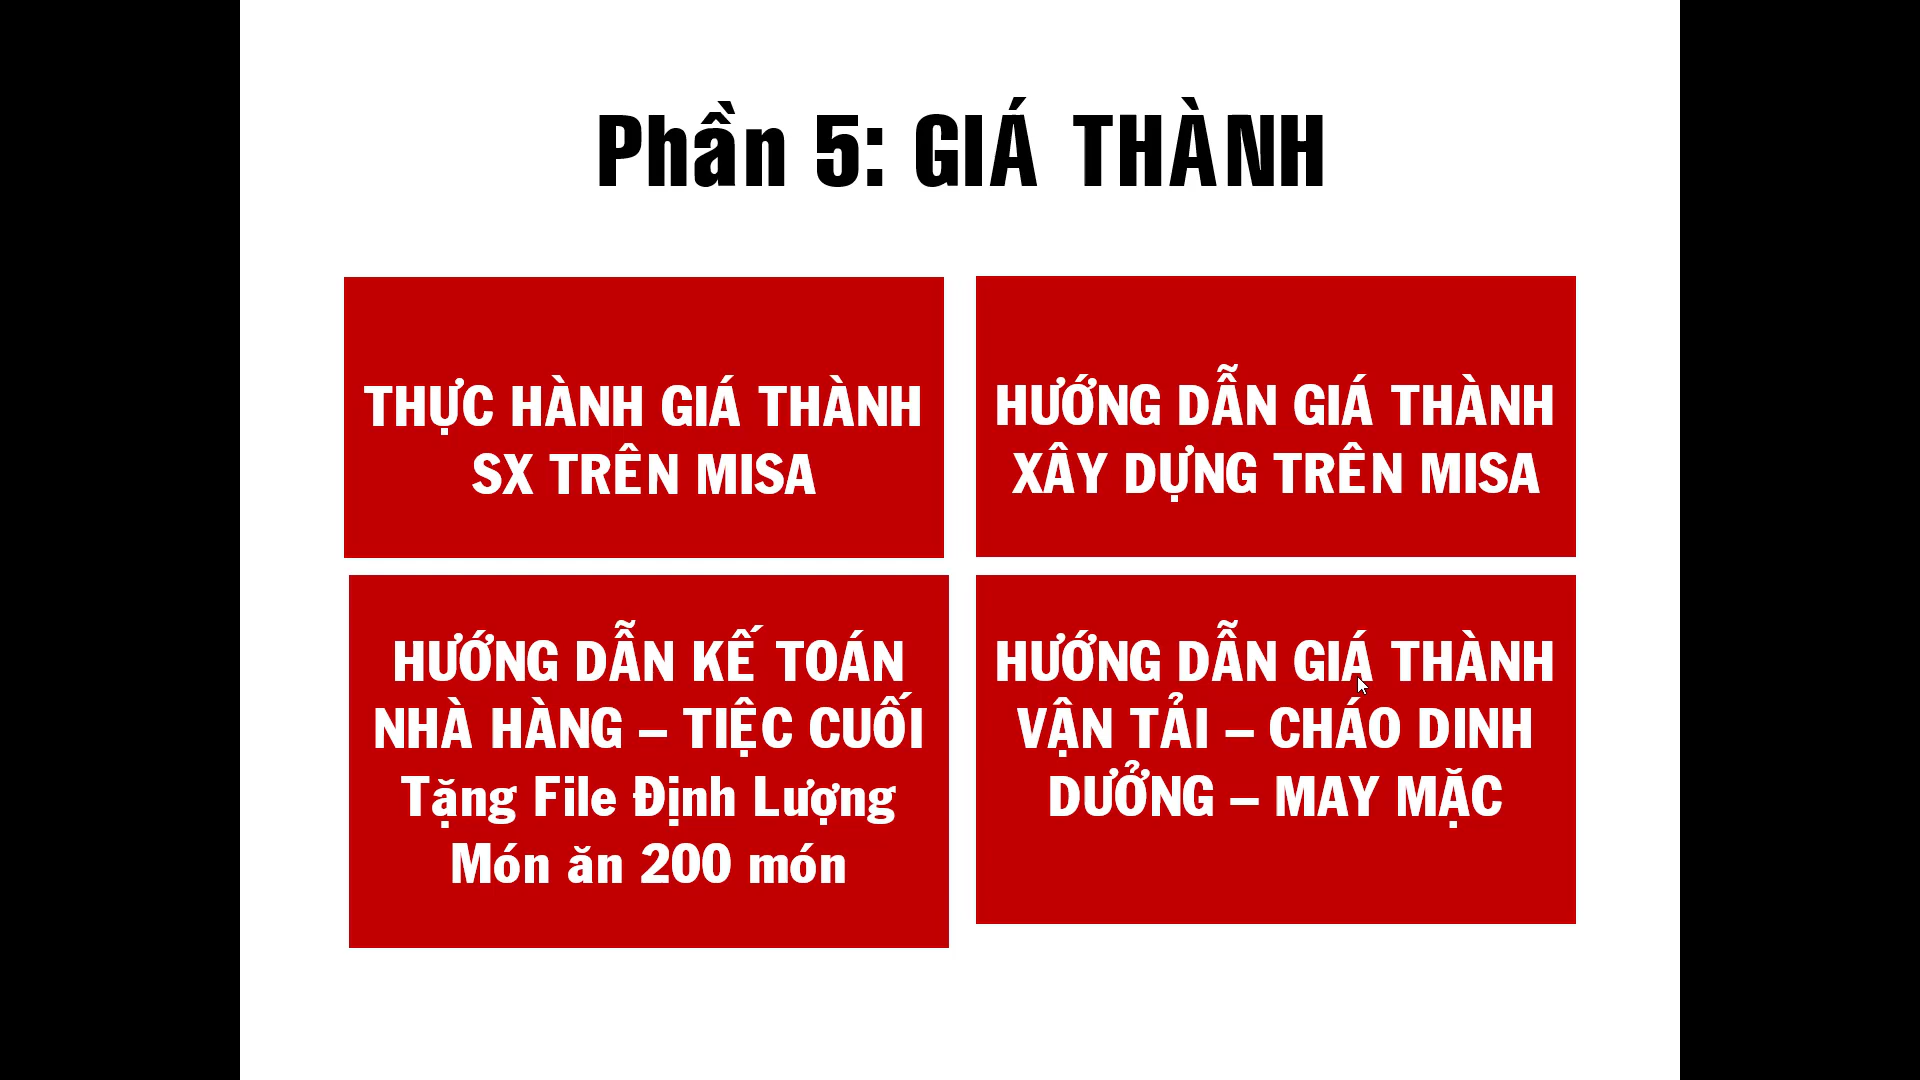 Phần 5: GIÁ THÀNH
THỰC HÀNH GIÁ THÀNH
SX TRÊN MISA
HƯỚNG DẪN GIÁ THÀNH
XÂY DỰNG TRÊN MISA
HƯỚNG DẪN KẾ TOÁN
NHÀ HÀNG – TIỆC CUỐI
Tặng File Định Lượng
Món ăn 200 món
HƯỚNG DẪN GIÁ THÀNH
VẬN TẢI – CHÁO DINH
DƯỞNG – MAY MẶC